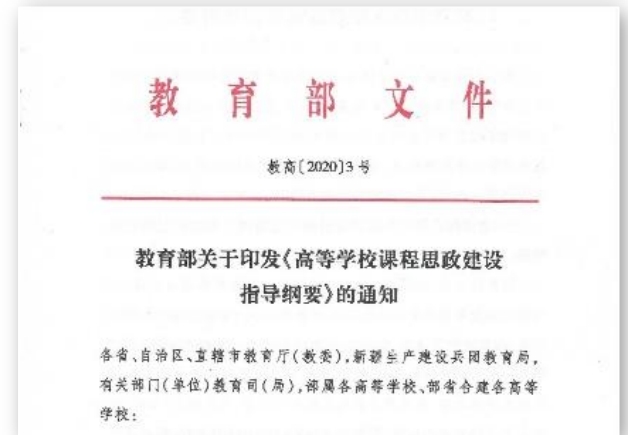 教育部文件
教高〔2020〕3号
教育部关于印发《高等学校课程思政建设
指导纲要》的通知
各省、自治区、直辖市教育厅(教委),新疆生产建设兵团教育局,
有关部门(单位)教育司(局),部属各高等学校、部省合建各高等
学校: